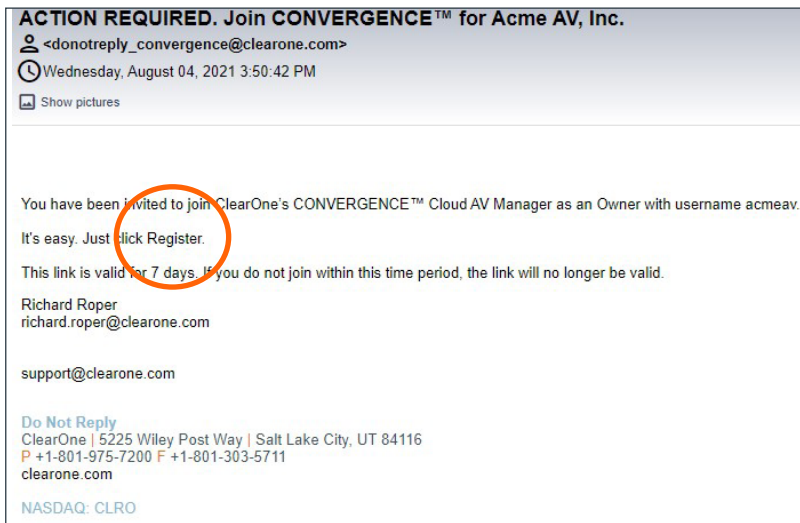 ACTION REQUIRED. Join CONVERGENCE™ for Acme AV, Inc.
<donotreply_convergence@clearone.com>
Wednesday, August 04, 2021 3:50:42 PM
Show pictures
You have been invited to join ClearOne's CONVERGENCE™ Cloud AV Manager as an Owner with username acmeav.
It's easy. Just click Register.
This link is valid for 7 days. If you do not join within this time period, the link will no longer be valid.
Richard Roper
richard.roper@clearone.com
support@clearone.com
Do Not Reply
ClearOne | 5225 Wiley Post Way | Salt Lake City, UT 84116
P +1-801-975-7200 F +1-801-303-5711
clearone.com
NASDAQ: CLRO